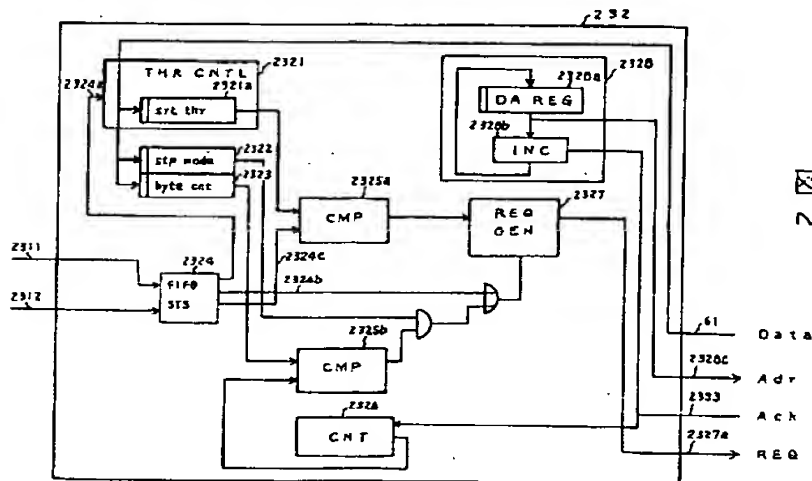 232
THR CNTL
2321
2324a
2321a
srt thr
2322
stp mode
2323
byte cnt
2328
2328a
DA REG
2328b
INC
2325a
CMP
2327
REQ
GEN
図2
2311
2312
2324
FIFO
STS
2324c
2324b
2325b
CMP
2326
CNT
61
Data
2328c
Adr
2333
Ack
2327a
REQ